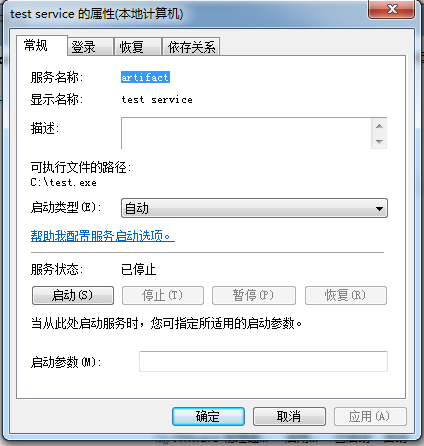 test service 的属性(本地计算机)
常规 登录 恢复 依存关系
服务名称: artifact
显示名称: test service
描述:
可执行文件的路径:
C:\test.exe
启动类型(E): 自动
帮助我配置服务启动选项。
服务状态: 已停止
启动(S) 停止(T) 暂停(P) 恢复(R)
当从此处启动服务时，您可指定所适用的启动参数。
启动参数(M):
确定 取消 应用(A)